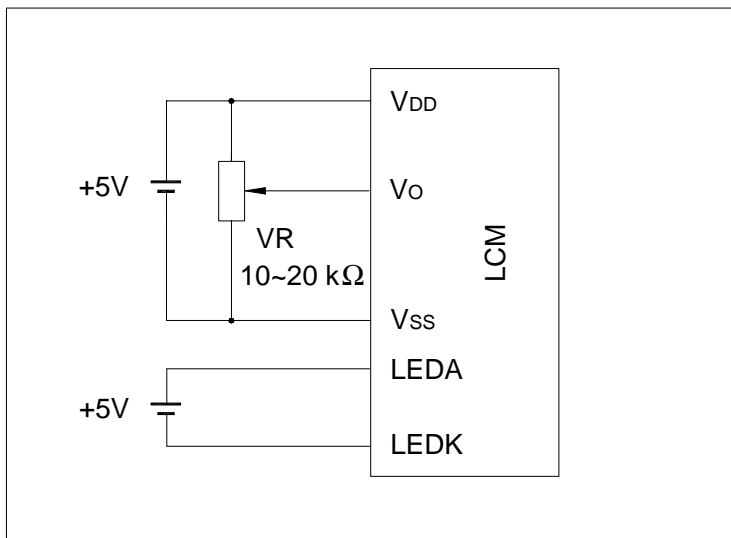 VDD
+5V
VO
VR
10~20 kΩ
LCM
VSS
LEDA
+5V
LEDK